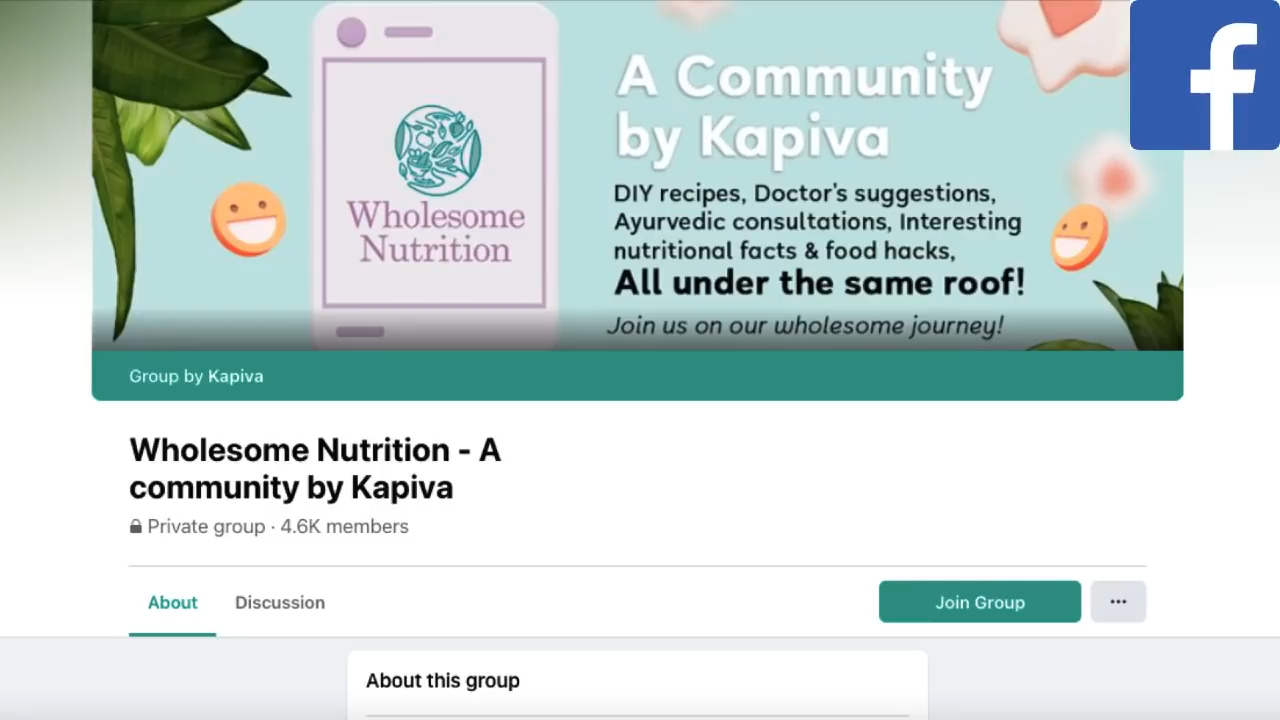 A Community
by Kapiva
DIY recipes, Doctor's suggestions,
Ayurvedic consultations, Interesting
nutritional facts & food hacks,
All under the same roof!
Join us on our wholesome journey!
Wholesome
Nutrition
Group by Kapiva
Wholesome Nutrition - A
community by Kapiva
Private group · 4.6K members
About
Discussion
Join Group
About this group